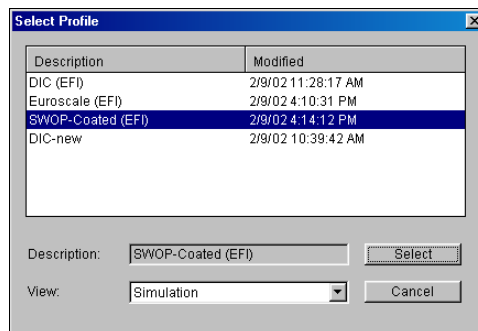 Select Profile
Description Modified
DIC (EFI) 2/9/02 11:28:17 AM
Euroscale (EFI) 2/9/02 4:10:31 PM
SWOP-Coated (EFI) 2/9/02 4:14:12 PM
DIC-new 2/9/02 10:39:42 AM
Description: SWOP-Coated (EFI) Select
View: Simulation Cancel